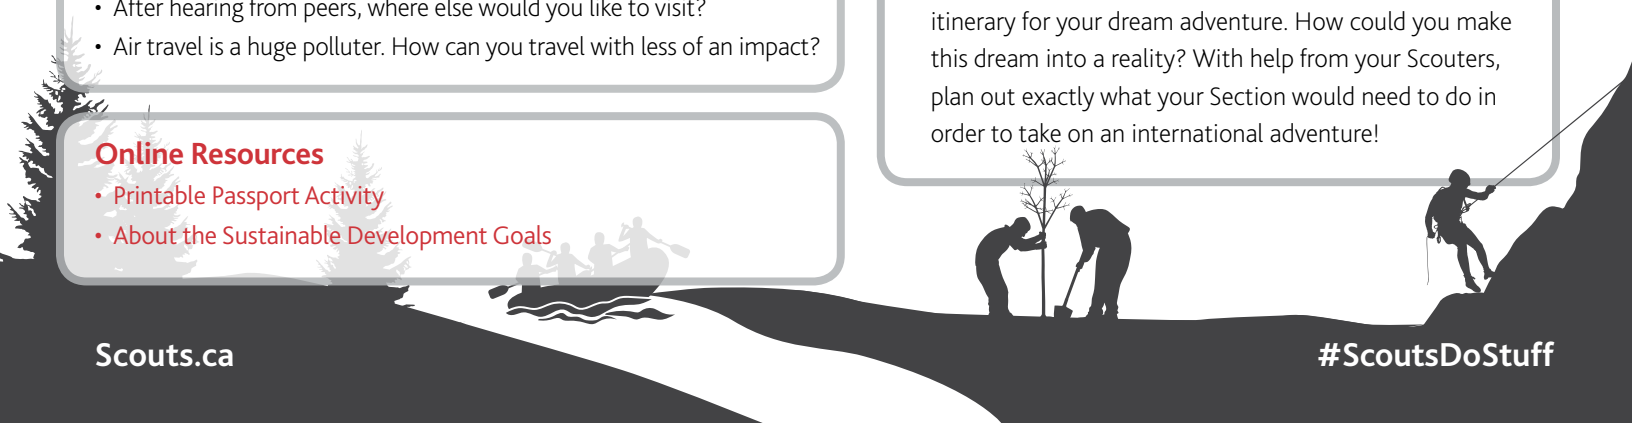 • After hearing from peers, where else would you like to visit?
• Air travel is a huge polluter. How can you travel with less of an impact?
Online Resources
• Printable Passport Activity
• About the Sustainable Development Goals
itinerary for your dream adventure. How could you make
this dream into a reality? With help from your Scouters,
plan out exactly what your Section would need to do in
order to take on an international adventure!
Scouts.ca
#ScoutsDoStuff